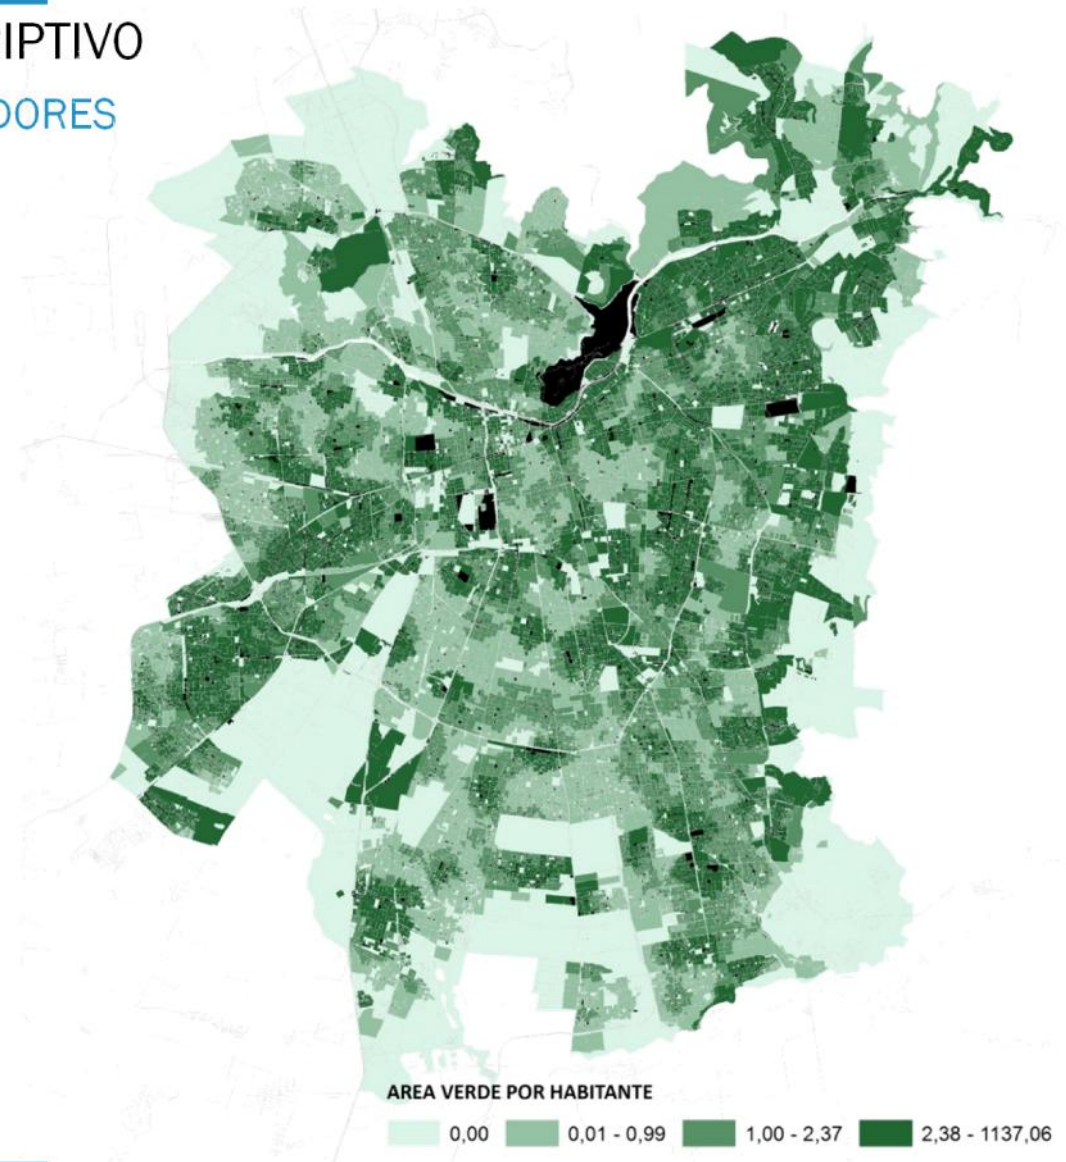 IPTIVO
DORES
AREA VERDE POR HABITANTE
0,00 0,01 - 0,99 1,00 - 2,37 2,38 - 1137,06